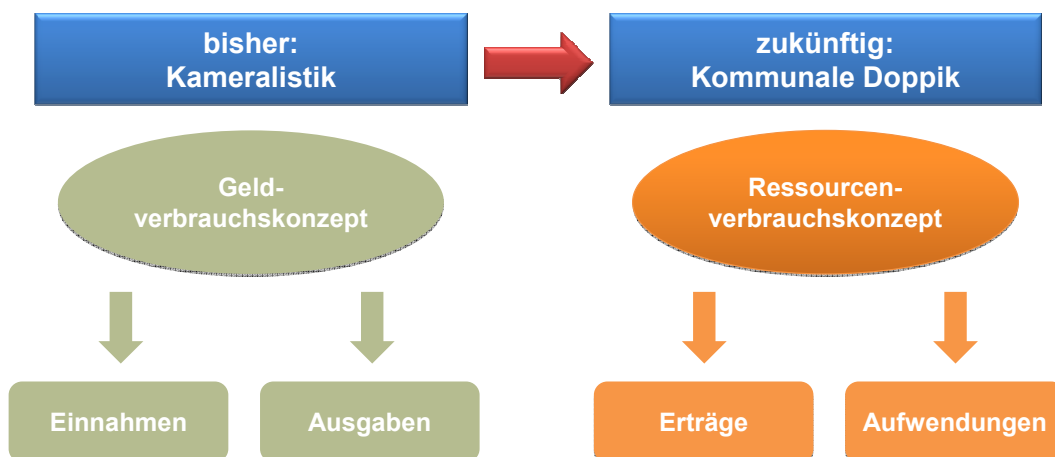 bisher:
Kameralistik
zukünftig:
Kommunale Doppik
Geld-
verbrauchskonzept
Ressourcen-
verbrauchskonzept
Einnahmen
Ausgaben
Erträge
Aufwendungen